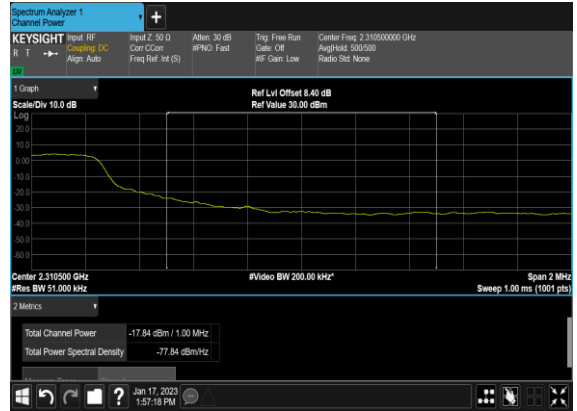 Spectrum Analyzer 1
Channel Power
KEYSIGHT Input: RF Input Z: 50 Ω Atten: 30 dB Trig: Free Run Center Freq: 2.310500000 GHz
R T Coupling: DC Corr CCorr #PNO: Fast Gate: Off Avg|Hold: 500/500
Align: Auto Freq Ref: Int (S) #IF Gain: Low Radio Std: None
1 Graph
Ref Lvl Offset 8.40 dB
Scale/Div 10.0 dB Ref Value 30.00 dBm
Log
20.0
10.0
0.00
-10.0
-20.0
-30.0
-40.0
-50.0
-60.0
Center 2.310500 GHz #Video BW 200.00 kHz* Span 2 MHz
#Res BW 51.000 kHz Sweep 1.00 ms (1001 pts)
2 Metrics
Total Channel Power -17.84 dBm / 1.00 MHz
Total Power Spectral Density -77.84 dBm/Hz
Jan 17, 2023
1:57:18 PM